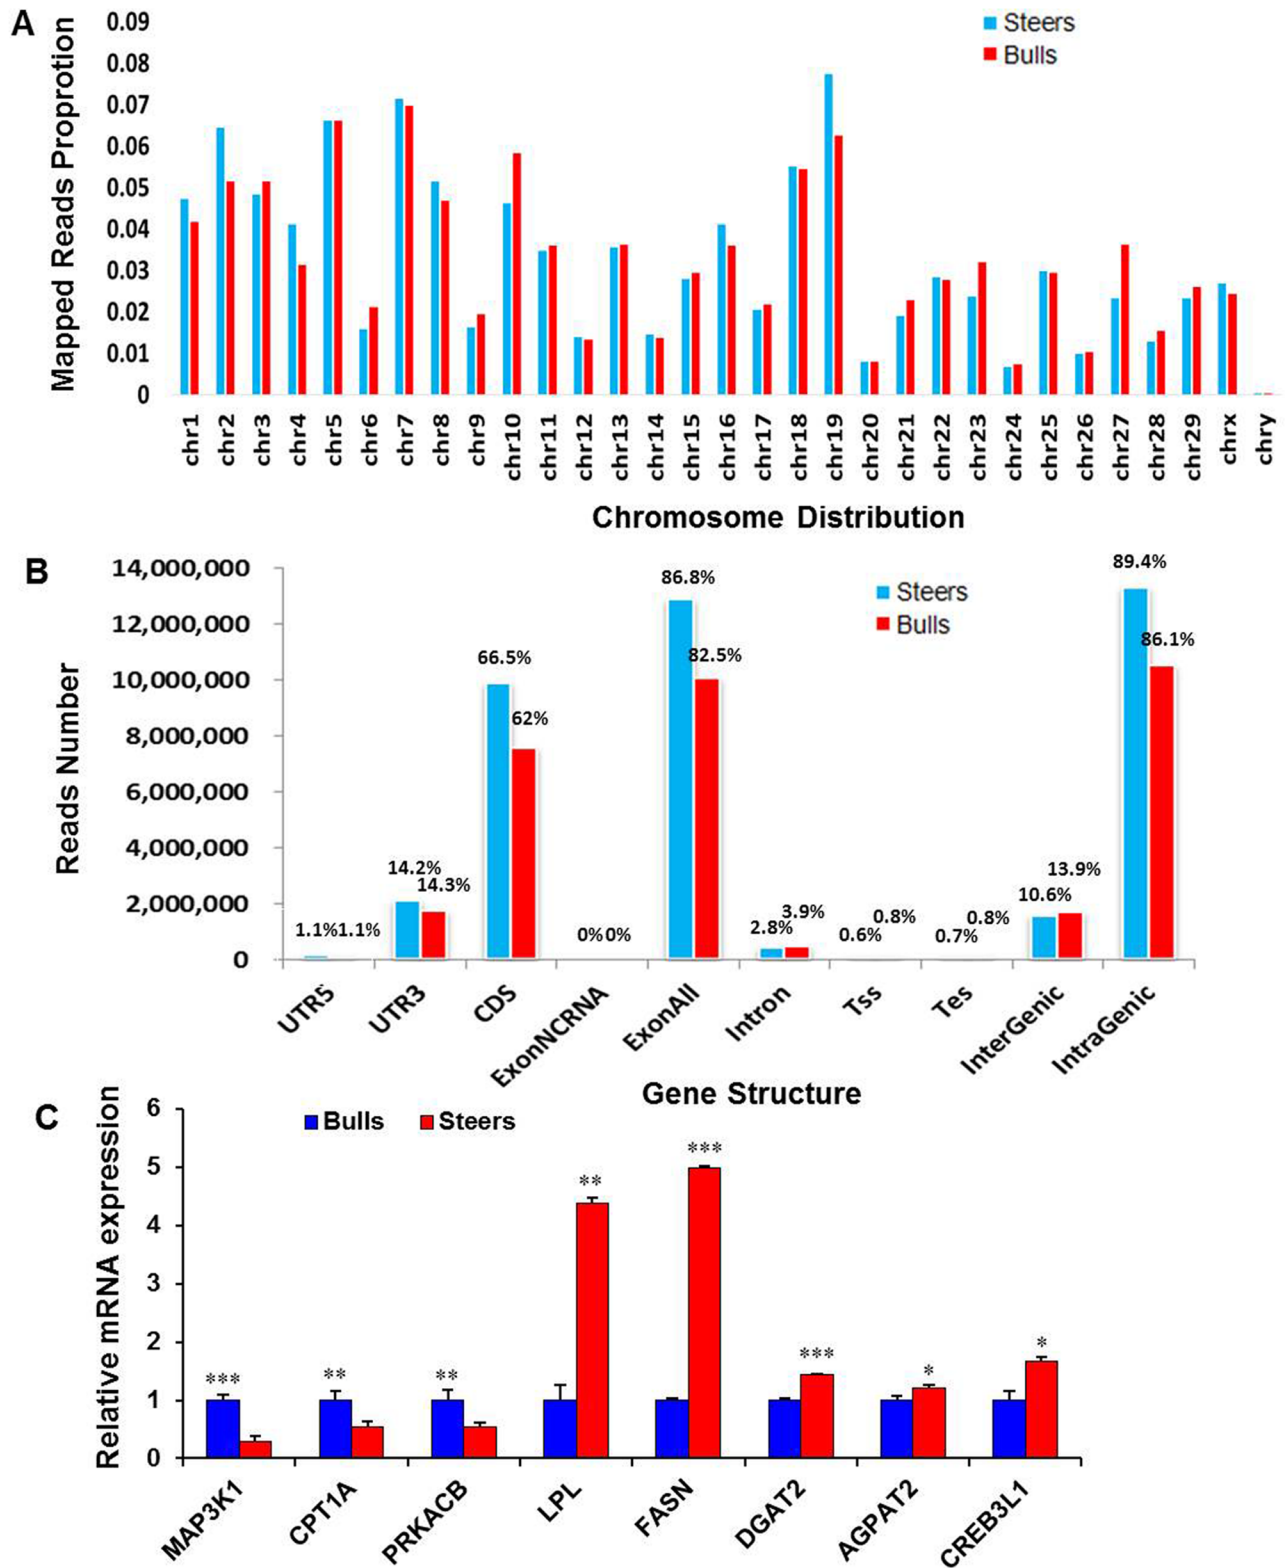 A
Mapped Reads Proprotion
0.09
0.08
0.07
0.06
0.05
0.04
0.03
0.02
0.01
0
Steers
Bulls
chr1 chr2 chr3 chr4 chr5 chr6 chr7 chr8 chr9 chr10 chr11 chr12 chr13 chr14 chr15 chr16 chr17 chr18 chr19 chr20 chr21 chr22 chr23 chr24 chr25 chr26 chr27 chr28 chr29 chrx chry
Chromosome Distribution
B
Reads Number
14,000,000
12,000,000
10,000,000
8,000,000
6,000,000
4,000,000
2,000,000
0
Steers
Bulls
1.1% 1.1%
14.2%
14.3%
66.5%
62%
0% 0%
86.8%
82.5%
2.8%
3.9%
0.6%
0.8%
0.7%
0.8%
10.6%
13.9%
89.4%
86.1%
UTR5 UTR3 CDS ExonNCRNA ExonAll Intron Tss Tes InterGenic IntraGenic
Gene Structure
C
Relative mRNA expression
6
5
4
3
2
1
0
Bulls Steers
*** ** ** ** *** *** * *
MAP3K1 CPT1A PRKACB LPL FASN DGAT2 AGPAT2 CREB3L1